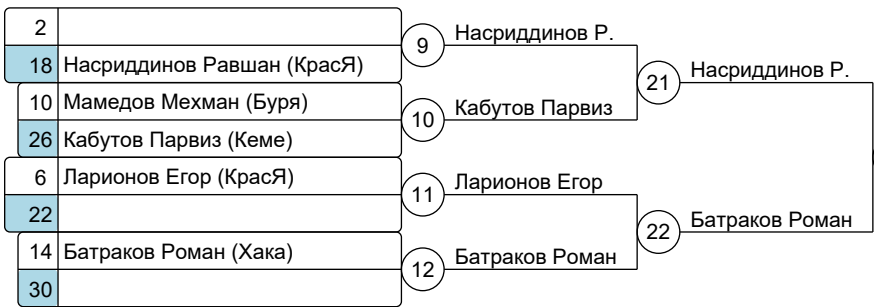 2
9 Насриддинов Р.
18 Насриддинов Равшан (КрасЯ)
21 Насриддинов Р.
10 Мамедов Мехман (Буря)
10 Кабутов Парвиз
26 Кабутов Парвиз (Кеме)
6 Ларионов Егор (КрасЯ)
11 Ларионов Егор
22
22 Батраков Роман
14 Батраков Роман (Хака)
12 Батраков Роман
30